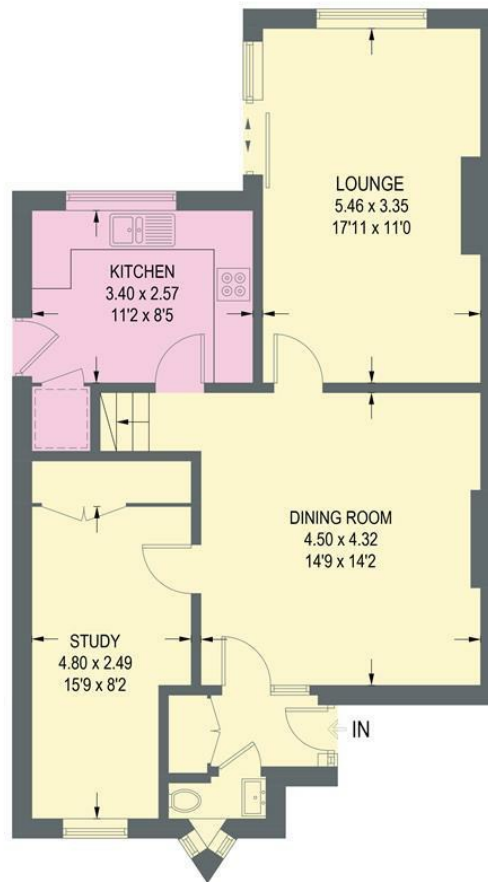 LOUNGE
5.46 x 3.35
17'11 x 11'0
KITCHEN
3.40 x 2.57
11'2 x 8'5
DINING ROOM
4.50 x 4.32
14'9 x 14'2
STUDY
4.80 x 2.49
15'9 x 8'2
IN